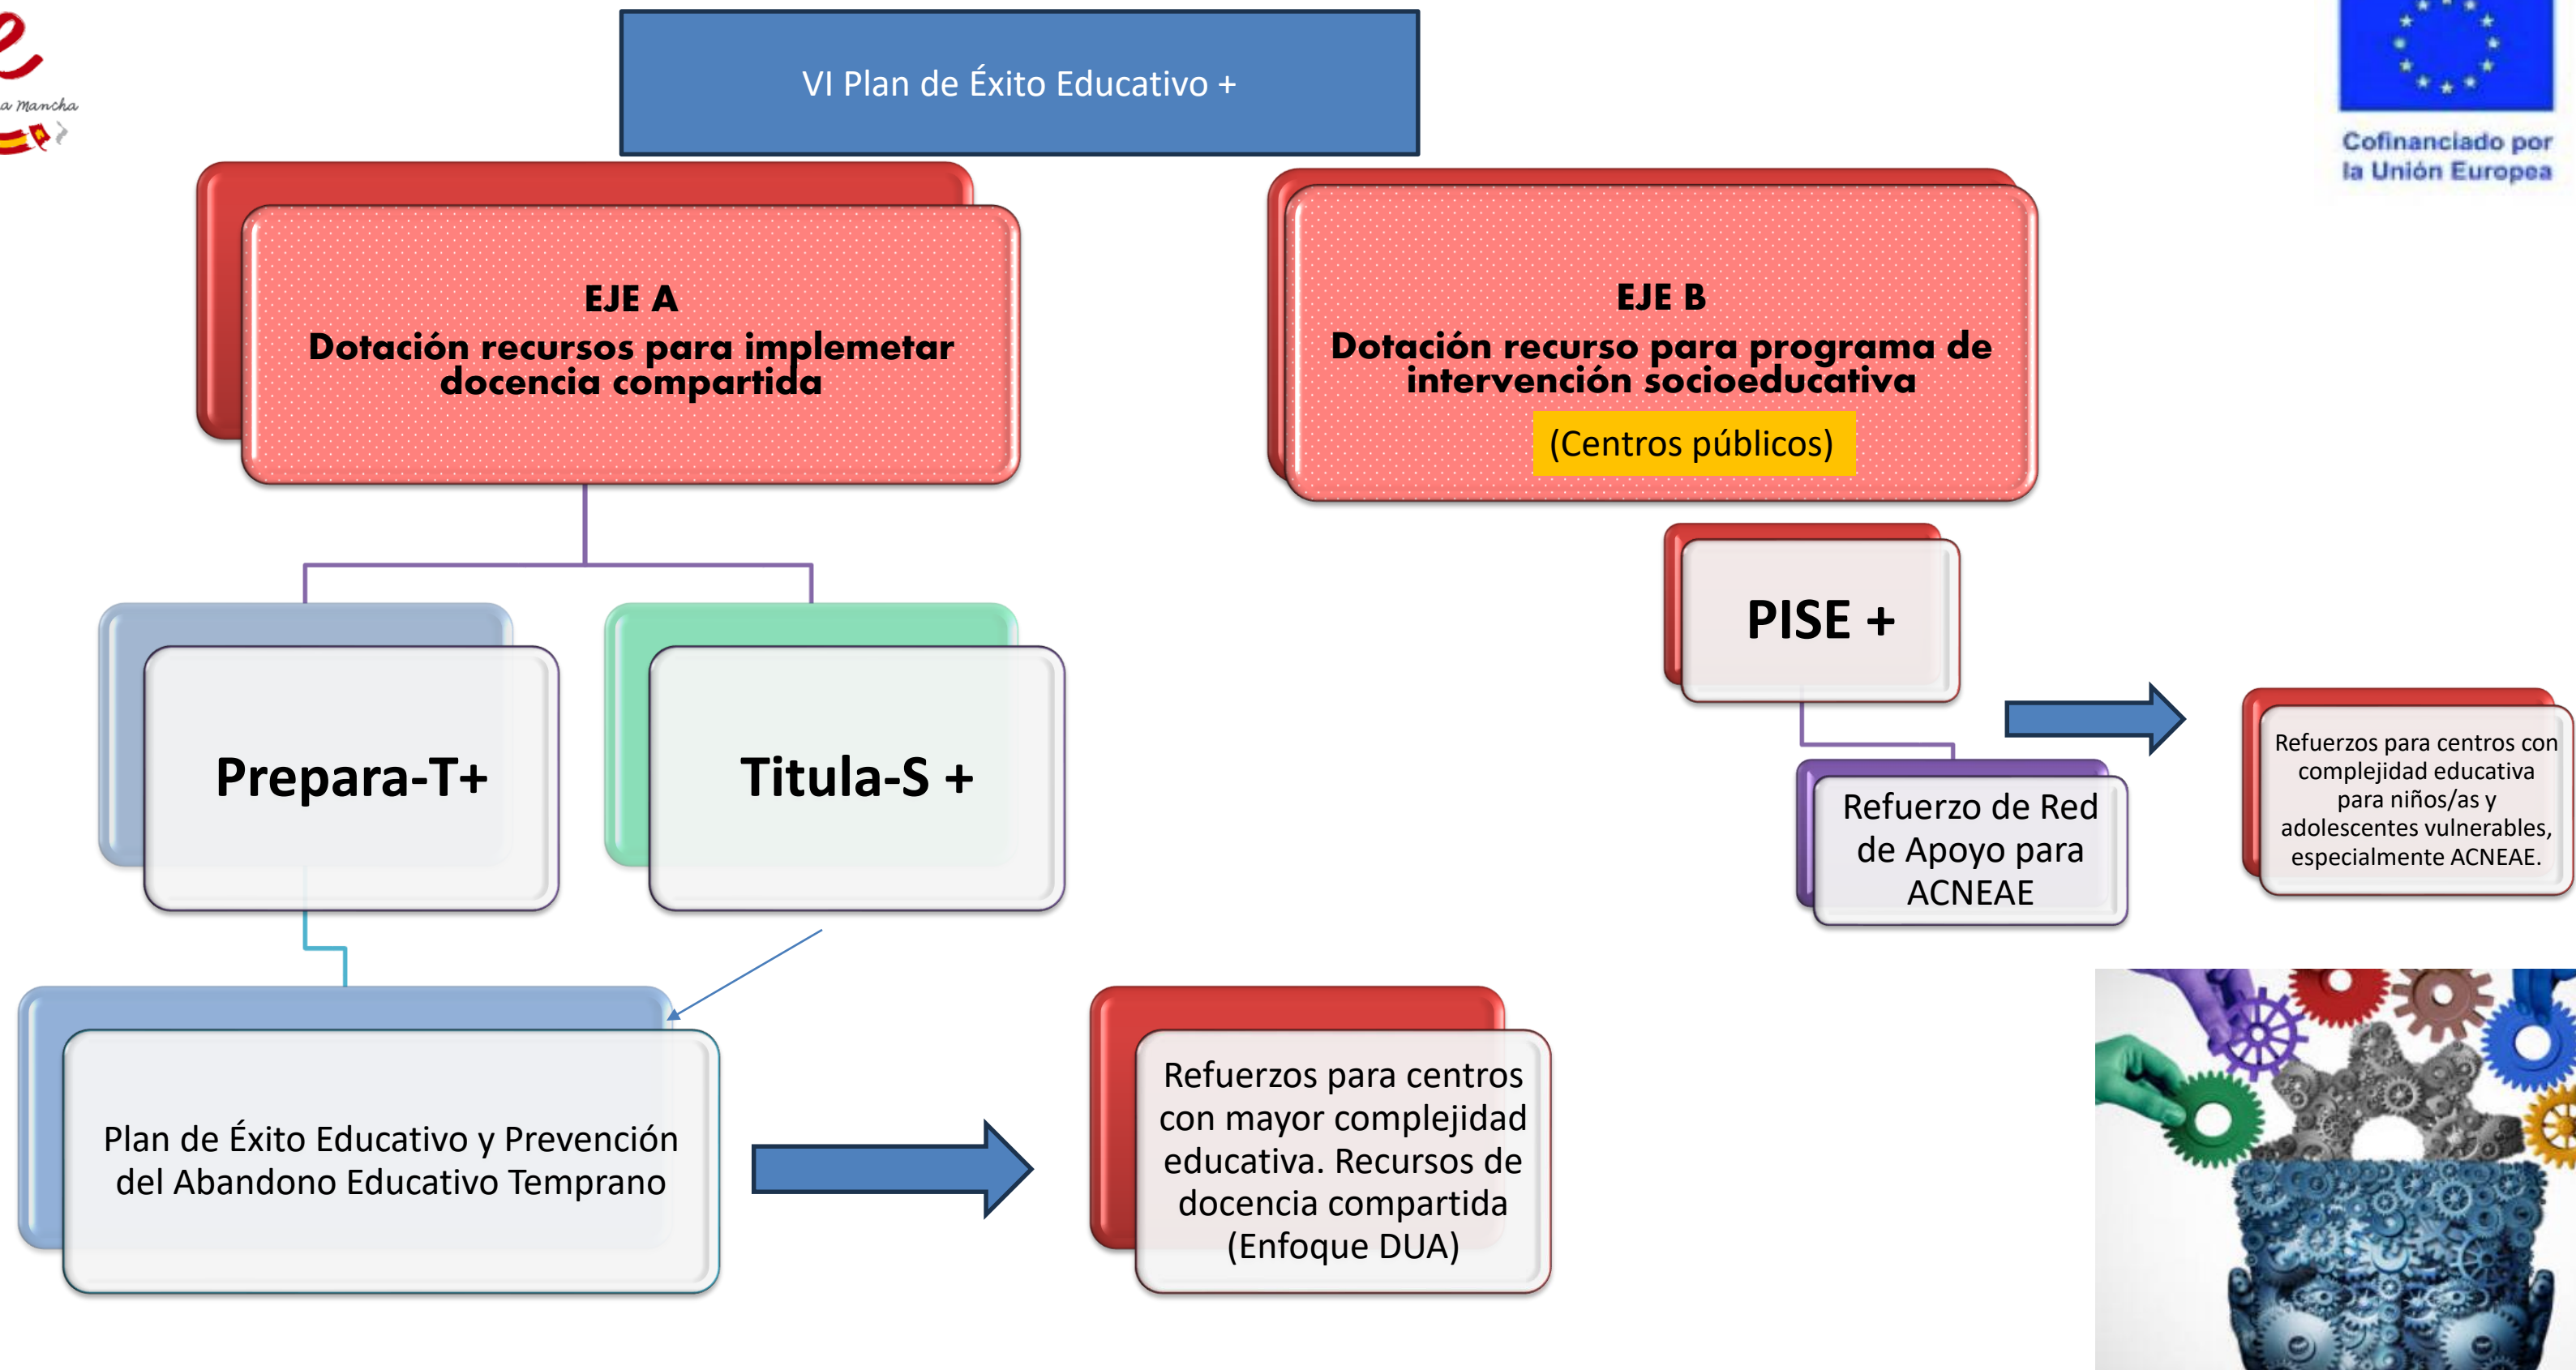 a Mancha
VI Plan de Éxito Educativo +
Cofinanciado por
la Unión Europea
EJE A
Dotación recursos para implemetar
docencia compartida
EJE B
Dotación recurso para programa de
intervención socioeducativa
(Centros públicos)
Prepara-T+
Titula-S +
PISE +
Refuerzo de Red
de Apoyo para
ACNEAE
Refuerzos para centros con
complejidad educativa
para niños/as y
adolescentes vulnerables,
especialmente ACNEAE.
Plan de Éxito Educativo y Prevención
del Abandono Educativo Temprano
Refuerzos para centros
con mayor complejidad
educativa. Recursos de
docencia compartida
(Enfoque DUA)